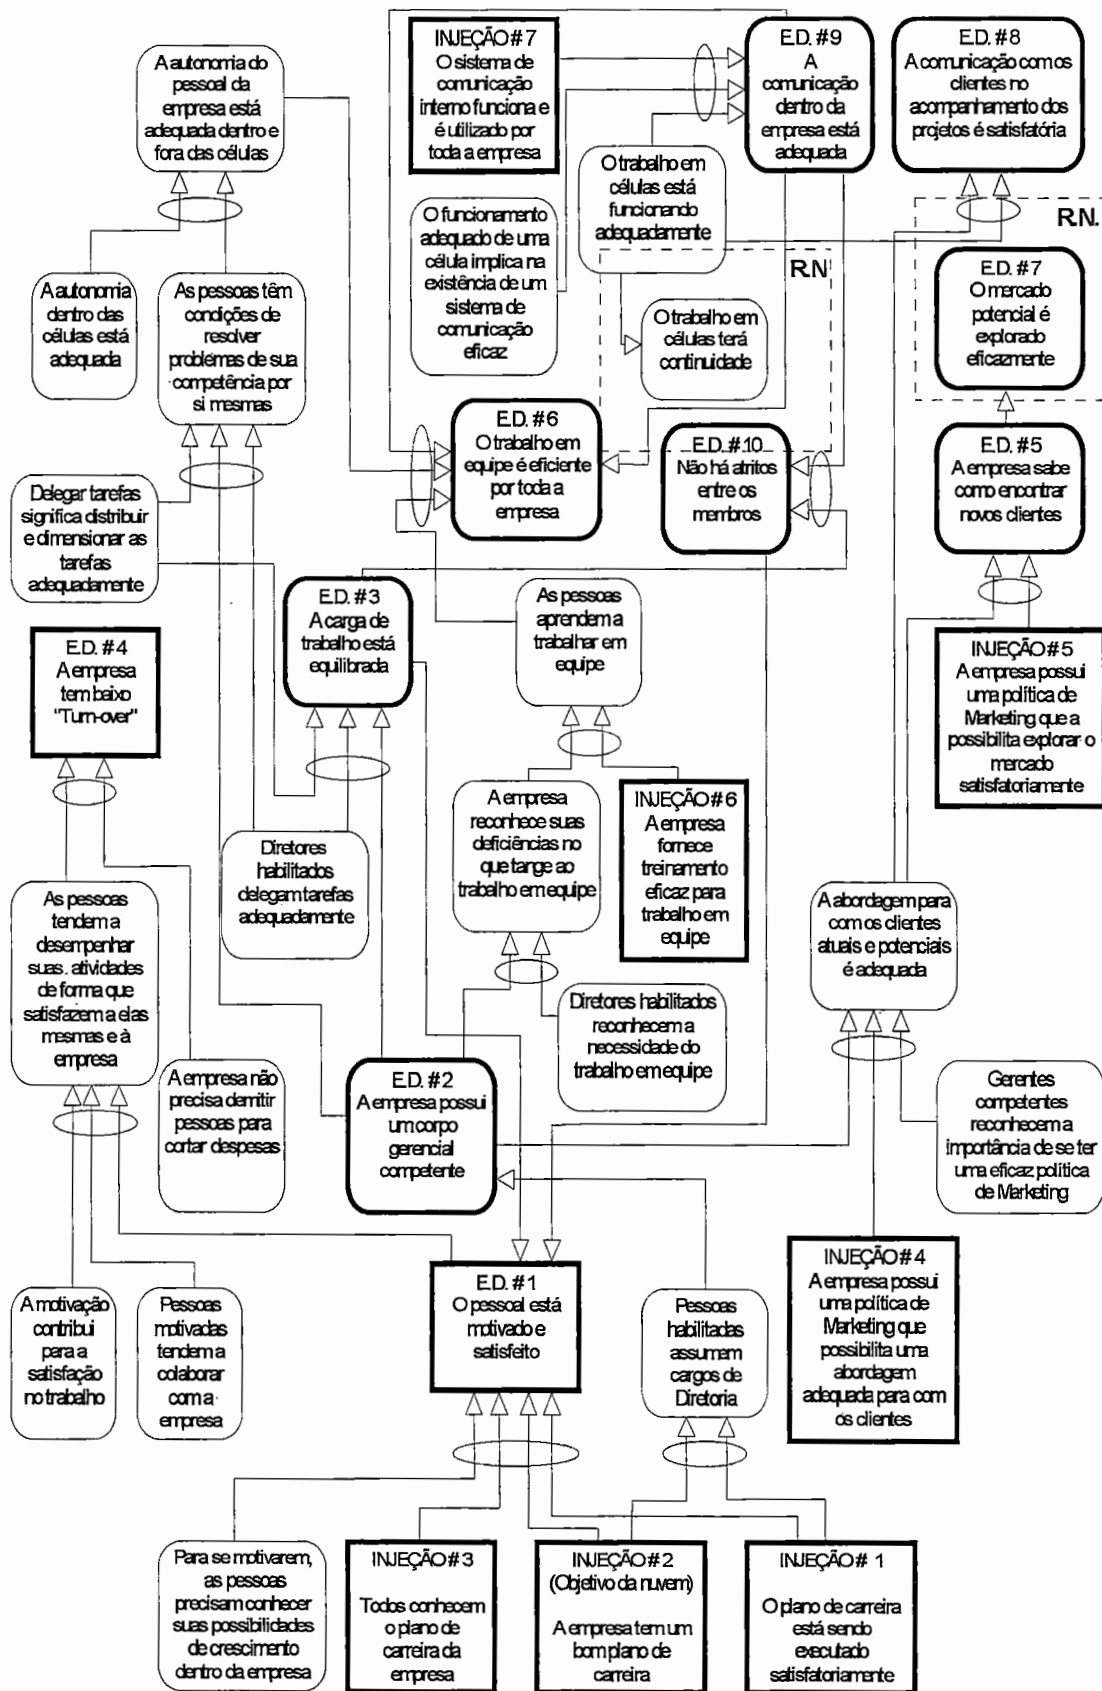 A autonomia do
pessoal da
empresa está
adequada dentro e
fora das células
INJEÇÃO # 7
O sistema de
comunicação
interno funciona e
é utilizado por
toda a empresa
E.D. #9
A
comunicação
dentro da
empresa está
adequada
E.D. #8
A comunicação com os
clientes no
acompanhamento dos
projetos é satisfatória
O trabalho em
células está
funcionando
adequadamente
O funcionamento
adequado de uma
célula implica na
existência de um
sistema de
comunicação
eficaz
R.N
R.N.
A autonomia
dentro das
células está
adequada
As pessoas têm
condições de
resolver
problemas de sua
competência por
si mesmas
O trabalho em
células terá
continuidade
E.D. #7
O mercado
potencial é
explorado
eficazmente
E.D. #6
O trabalho em
equipe é eficiente
por toda a
empresa
E.D. #10
Não há atritos
entre os
membros
E.D. #5
A empresa sabe
como encontrar
novos clientes
Delegar tarefas
significa distribuir
e dimensionar as
tarefas
adequadamente
E.D. #3
A carga de
trabalho está
equilibrada
As pessoas
aprendem a
trabalhar em
equipe
E.D. #4
A empresa
tem baixo
"Turn-over"
INJEÇÃO # 5
A empresa possui
uma política de
Marketing que a
possibilita explorar o
mercado
satisfatoriamente
A empresa
reconhece suas
deficiências no
que tange ao
trabalho em equipe
INJEÇÃO # 6
A empresa
fornece
treinamento
eficaz para
trabalho em
equipe
Diretores
habilitados
delegam tarefas
adequadamente
As pessoas
tendem a
desempenhar
suas atividades
de forma que
satisfazem a elas
mesmas e à
empresa
A abordagem para
com os clientes
atuais e potenciais
é adequada
Diretores habilitados
reconhecem a
necessidade do
trabalho em equipe
A empresa não
precisa demitir
pessoas para
cortar despesas
E.D. #2
A empresa possui
um corpo
gerencial
competente
Gerentes
competentes
reconhecem a
importância de se ter
uma eficaz política
de Marketing
INJEÇÃO # 4
A empresa possui
uma política de
Marketing que
possibilita uma
abordagem
adequada para com
os clientes
E.D. #1
O pessoal está
motivado e
satisfeito
Pessoas
habilitadas
assumem
cargos de
Diretoria
A motivação
contribui
para a
satisfação
no trabalho
Pessoas
motivadas
tendem a
colaborar
com a
empresa
Para se motivarem,
as pessoas
precisam conhecer
suas possibilidades
de crescimento
dentro da empresa
INJEÇÃO # 3
Todos conhecem
o plano de
carreira da
empresa
INJEÇÃO # 2
(Objetivo da nuvem)
A empresa tem um
bom plano de
carreira
INJEÇÃO # 1
O plano de carreira
está sendo
executado
satisfatoriamente